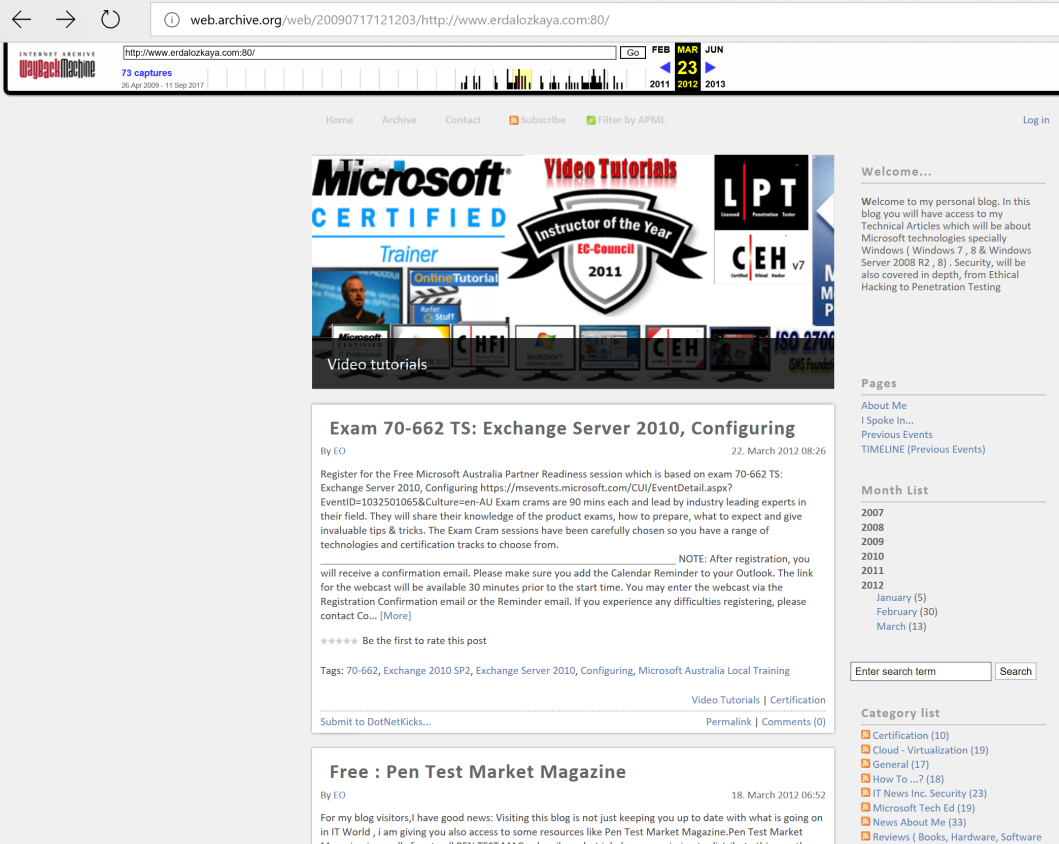 web.archive.org/web/20090717121203/http://www.erdalozkaya.com:80/
INTERNET ARCHIVE
WayBackMachine
http://www.erdalozkaya.com:80/
Go
FEB MAR JUN
73 captures
23
26 Apr 2009 - 11 Sep 2017
2011 2012 2013
Home Archive Contact Subscribe Filter by APML
Log in
Microsoft
CERTIFIED
Trainer
Video Tutorials
Instructor of the Year
EC-Council
2011
LPT
Licensed Penetration Tester
CEH v7
Certified Ethical Hacker
OnlineTutorial
Refer
Stuff
Microsoft
CERTIFIED
CHFI
MICROSOFT
CEH
ISO 2700
ISMS Foundat
Video tutorials
Exam 70-662 TS: Exchange Server 2010, Configuring
By EO
22. March 2012 08:26
Register for the Free Microsoft Australia Partner Readiness session which is based on exam 70-662 TS:
Exchange Server 2010, Configuring https://msevents.microsoft.com/CUI/EventDetail.aspx?
EventID=1032501065&Culture=en-AU Exam crams are 90 mins each and lead by industry leading experts in
their field. They will share their knowledge of the product exams, how to prepare, what to expect and give
invaluable tips & tricks. The Exam Cram sessions have been carefully chosen so you have a range of
technologies and certification tracks to choose from.
NOTE: After registration, you
will receive a confirmation email. Please make sure you add the Calendar Reminder to your Outlook. The link
for the webcast will be available 30 minutes prior to the start time. You may enter the webcast via the
Registration Confirmation email or the Reminder email. If you experience any difficulties registering, please
contact Co... [More]
Be the first to rate this post
Tags: 70-662, Exchange 2010 SP2, Exchange Server 2010, Configuring, Microsoft Australia Local Training
Video Tutorials | Certification
Submit to DotNetKicks...
Permalink | Comments (0)
Free : Pen Test Market Magazine
By EO
18. March 2012 06:52
For my blog visitors,I have good news: Visiting this blog is not just keeping you up to date with what is going on
in IT World , i am giving you also access to some resources like Pen Test Market Magazine.Pen Test Market
Welcome...
Welcome to my personal blog. In this
blog you will have access to my
Technical Articles which will be about
Microsoft technologies specially
Windows ( Windows 7 , 8 & Windows
Server 2008 R2 , 8) . Security, will be
also covered in depth, from Ethical
Hacking to Penetration Testing
Pages
About Me
I Spoke In...
Previous Events
TIMELINE (Previous Events)
Month List
2007
2008
2009
2010
2011
2012
January (5)
February (30)
March (13)
Enter search term
Search
Category list
Certification (10)
Cloud - Virtualization (19)
General (17)
How To ...? (18)
IT News Inc. Security (23)
Microsoft Tech Ed (19)
News About Me (33)
Reviews ( Books, Hardware, Software